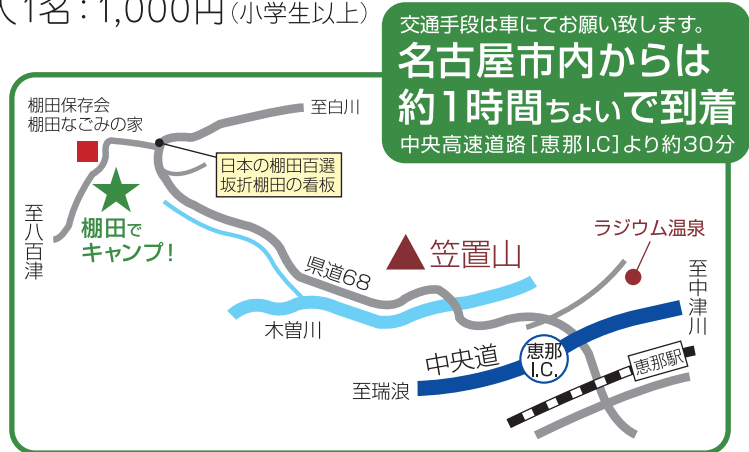 1名：1,000円（小学生以上）
交通手段は車にてお願い致します。
名古屋市内からは
約1時間ちょいで到着
中央高速道路［恵那I.C］より約30分
棚田保存会
棚田なごみの家
至白川
日本の棚田百選
坂折棚田の看板
至八百津
棚田で
キャンプ！
県道68
笠置山
ラジウム温泉
至中津川
木曽川
中央道
恵那
I.C.
恵那駅
至瑞浪